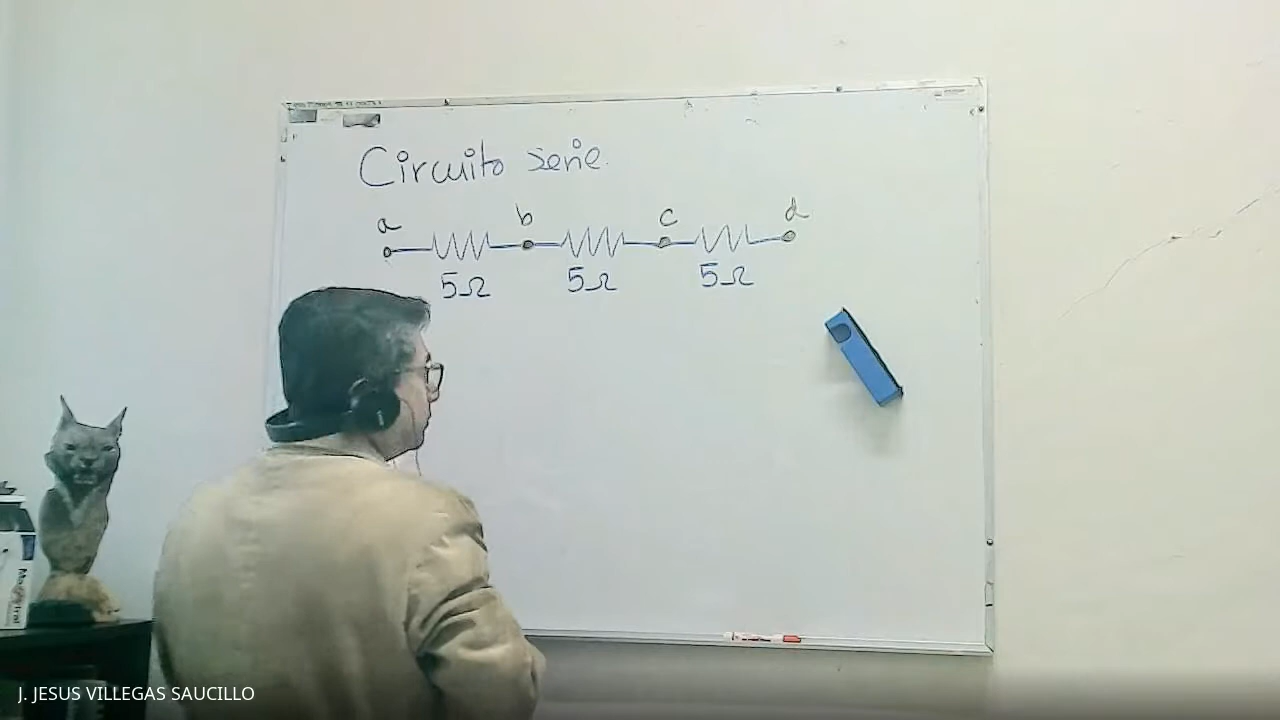 Circuito serie.
a b c d
5Ω 5Ω 5Ω
J. JESUS VILLEGAS SAUCILLO